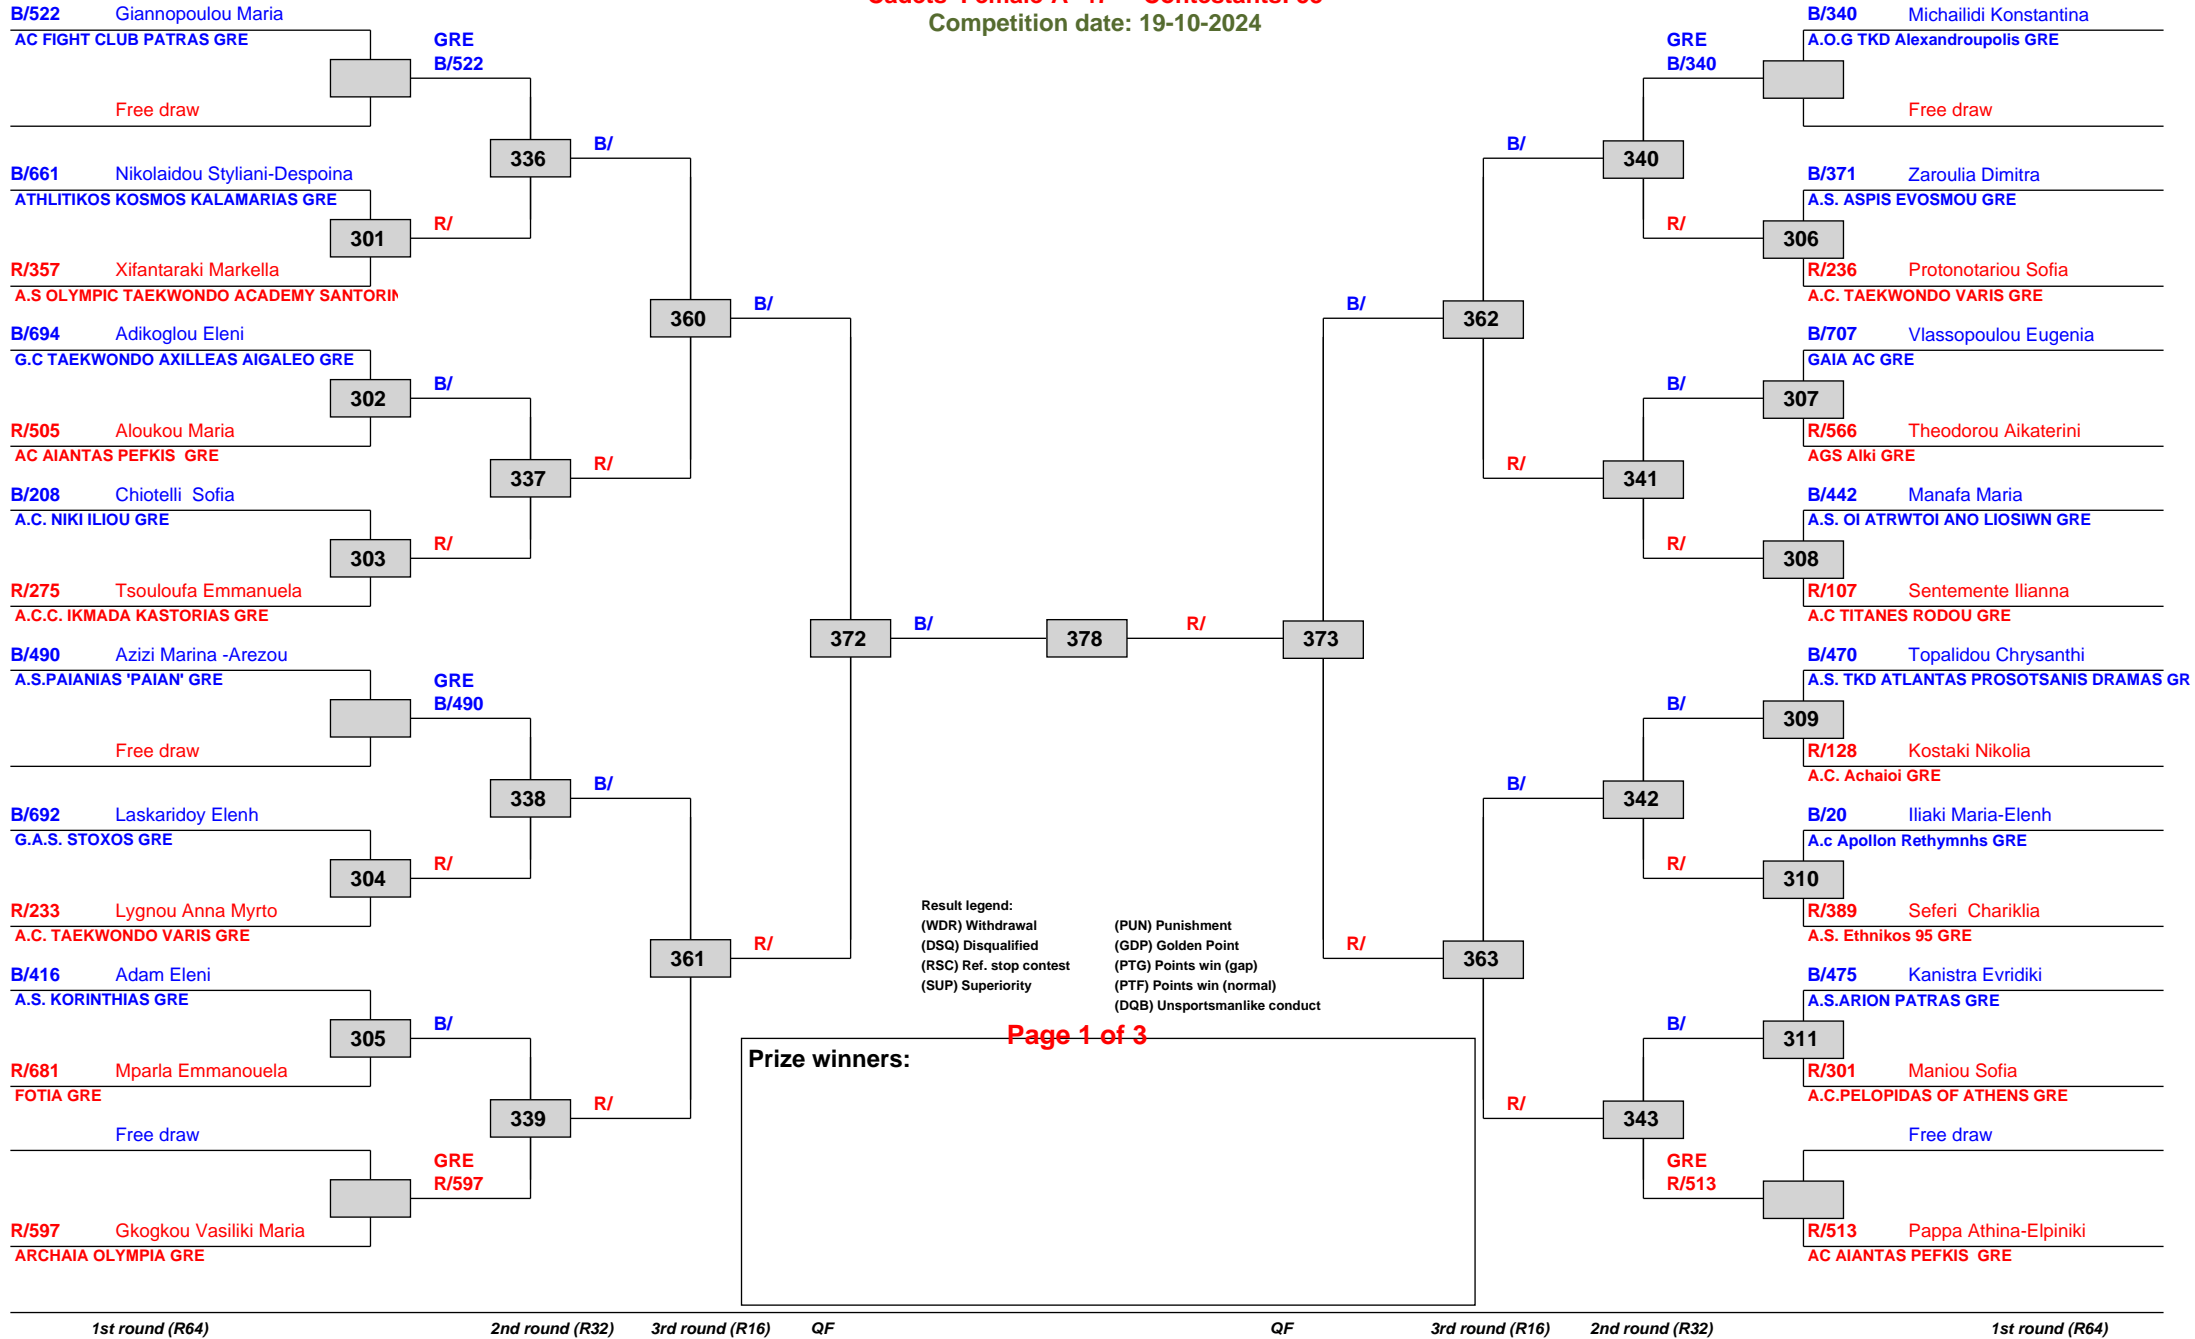 Competition date: 19-10-2024
B/522 Giannopoulou Maria
AC FIGHT CLUB PATRAS GRE
Free draw
GRE
B/522
B/661 Nikolaidou Styliani-Despoina
ATHLITIKOS KOSMOS KALAMARIAS GRE
301
R/357 Xifantaraki Markella
A.S OLYMPIC TAEKWONDO ACADEMY SANTORIN
336
B/
R/
B/694 Adikoglou Eleni
G.C TAEKWONDO AXILLEAS AIGALEO GRE
302
R/505 Aloukou Maria
AC AIANTAS PEFKIS GRE
360
B/
B/
B/208 Chiotelli Sofia
A.C. NIKI ILIOU GRE
303
R/275 Tsouloufa Emmanuela
A.C.C. IKMADA KASTORIAS GRE
337
R/
R/
B/490 Azizi Marina -Arezou
A.S.PAIANIAS 'PAIAN' GRE
Free draw
GRE
B/490
372
B/
378
R/
373
B/692 Laskaridoy Elenh
G.A.S. STOXOS GRE
304
R/233 Lygnou Anna Myrto
A.C. TAEKWONDO VARIS GRE
338
B/
R/
B/416 Adam Eleni
A.S. KORINTHIAS GRE
305
R/681 Mparla Emmanouela
FOTIA GRE
361
R/
B/
Free draw
R/597 Gkogkou Vasiliki Maria
ARCHAIA OLYMPIA GRE
339
R/
GRE
R/597
B/340 Michailidi Konstantina
A.O.G TKD Alexandroupolis GRE
Free draw
GRE
B/340
B/371 Zaroulia Dimitra
A.S. ASPIS EVOSMOU GRE
306
R/236 Protonotariou Sofia
A.C. TAEKWONDO VARIS GRE
340
B/
R/
B/707 Vlassopoulou Eugenia
GAIA AC GRE
307
R/566 Theodorou Aikaterini
AGS Alki GRE
362
B/
B/
B/442 Manafa Maria
A.S. OI ATRWTOI ANO LIOSIWN GRE
308
R/107 Sentemente Ilianna
A.C TITANES RODOU GRE
341
R/
R/
B/470 Topalidou Chrysanthi
A.S. TKD ATLANTAS PROSOTSANIS DRAMAS GR
309
R/128 Kostaki Nikolia
A.C. Achaioi GRE
B/
B/20 Iliaki Maria-Elenh
A.c Apollon Rethymnhs GRE
310
R/389 Seferi Chariklia
A.S. Ethnikos 95 GRE
342
B/
R/
B/475 Kanistra Evridiki
A.S.ARION PATRAS GRE
311
R/301 Maniou Sofia
A.C.PELOPIDAS OF ATHENS GRE
363
R/
B/
Free draw
R/513 Pappa Athina-Elpiniki
AC AIANTAS PEFKIS GRE
343
R/
GRE
R/513
Result legend:
(WDR) Withdrawal (PUN) Punishment
(DSQ) Disqualified (GDP) Golden Point
(RSC) Ref. stop contest (PTG) Points win (gap)
(SUP) Superiority (PTF) Points win (normal)
(DQB) Unsportsmanlike conduct
Page 1 of 3
Prize winners:
1st round (R64) 2nd round (R32) 3rd round (R16) QF QF 3rd round (R16) 2nd round (R32) 1st round (R64)